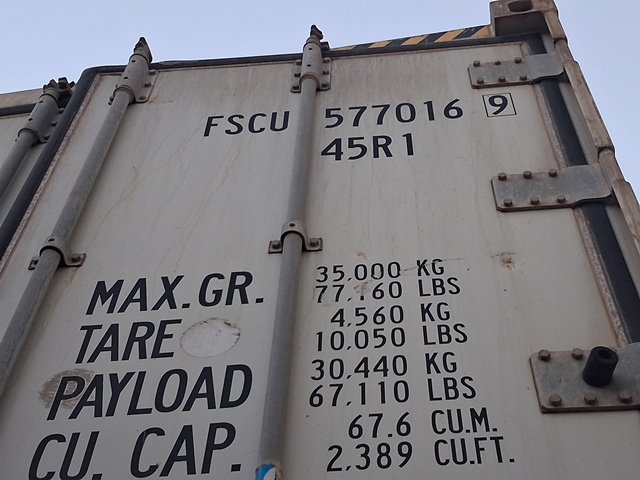 FSCU 577016 9
45R1
MAX.GR. 35,000 KG
77,160 LBS
TARE 4,560 KG
10,050 LBS
PAYLOAD 30,440 KG
67,110 LBS
CU. CAP. 67.6 CU.M.
2,389 CU.FT.